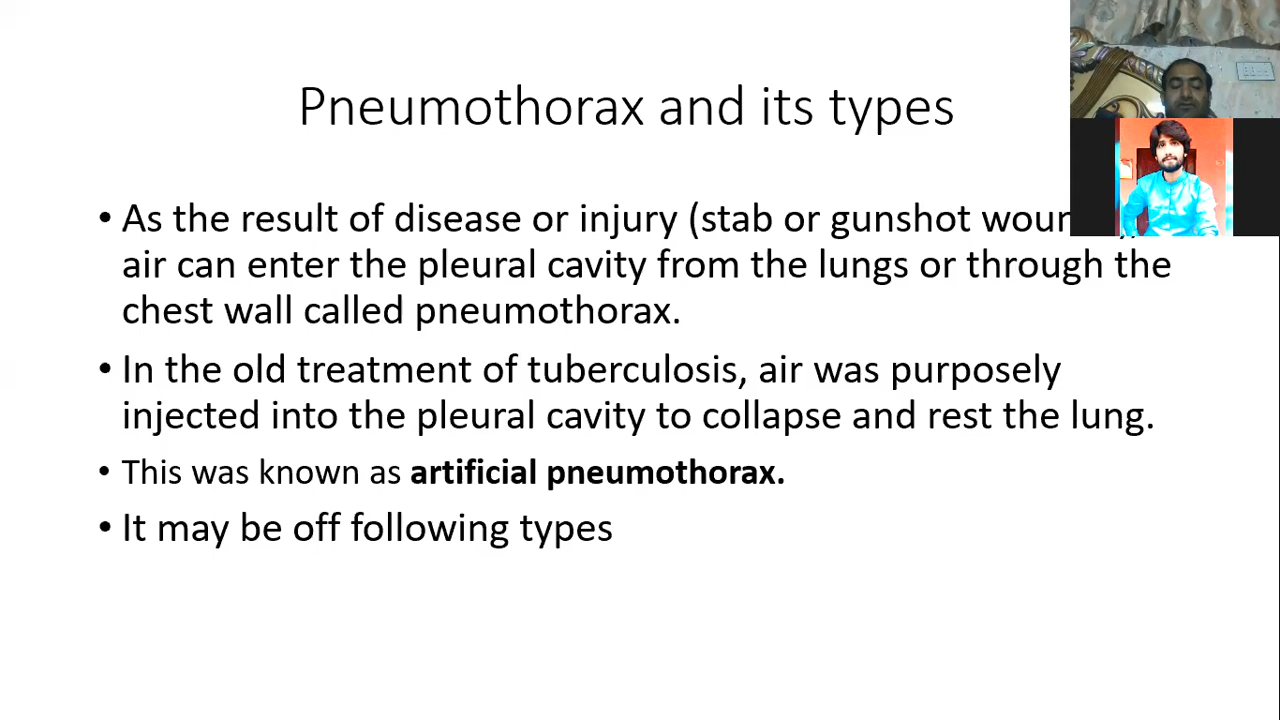 Pneumothorax and its types
• As the result of disease or injury (stab or gunshot
air can enter the pleural cavity from the lungs or through the
chest wall called pneumothorax.
• In the old treatment of tuberculosis, air was purposely
injected into the pleural cavity to collapse and rest the lung.
• This was known as artificial pneumothorax.
• It may be off following types